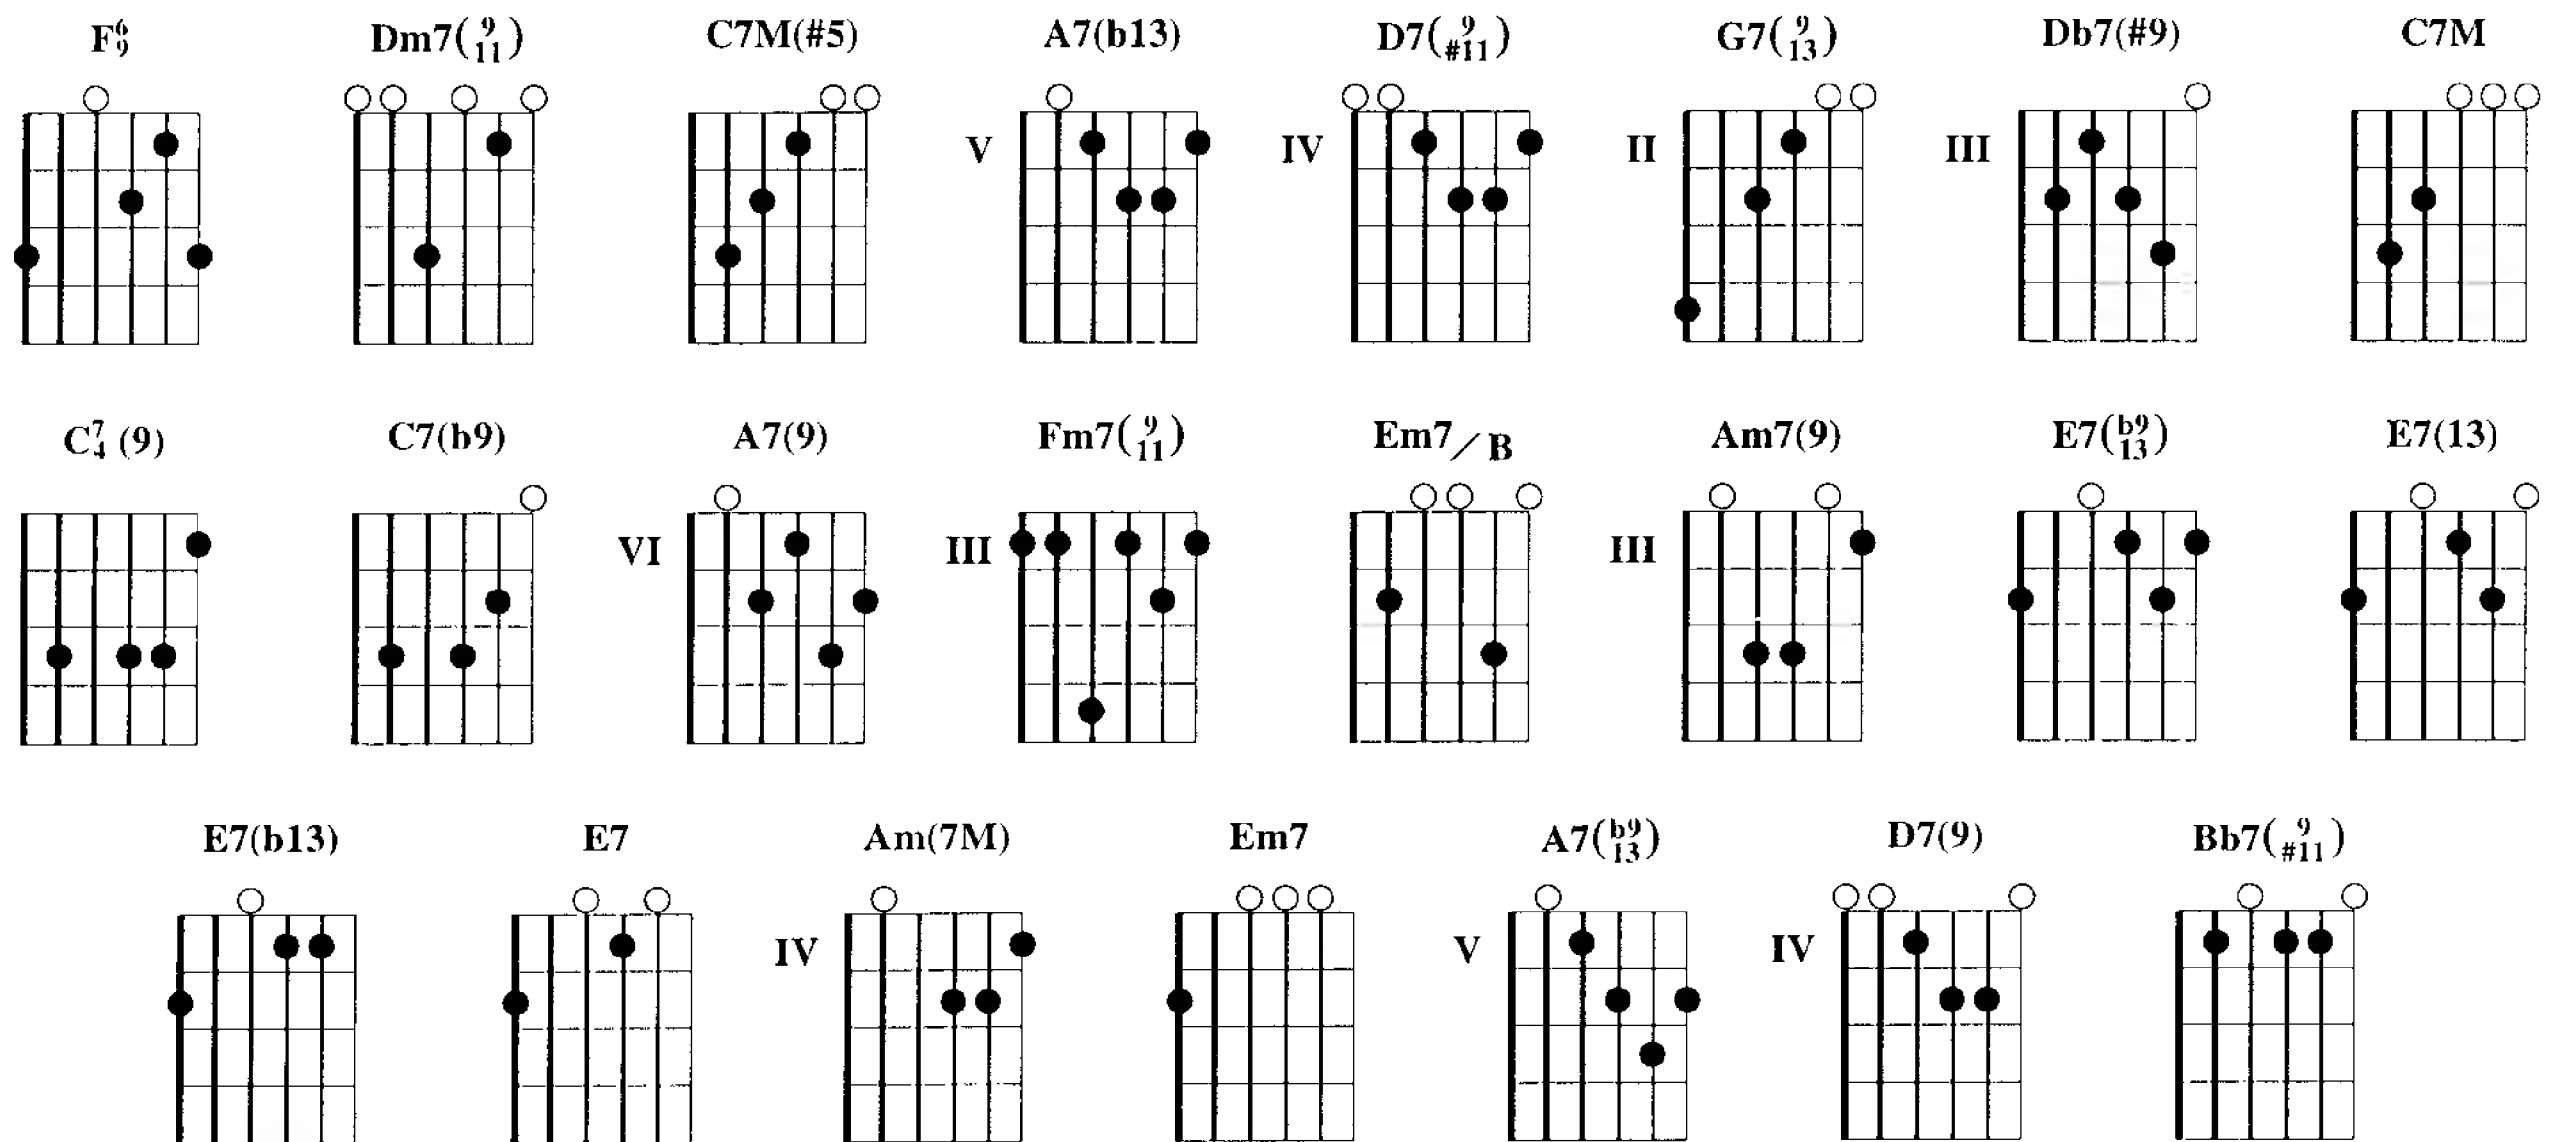 F6/9 Dm7(9/11) C7M(#5) A7(b13) D7(9/#11) G7(9/13) Db7(#9) C7M
V IV II III
C7/4 (9) C7(b9) A7(9) Fm7(9/11) Em7/B Am7(9) E7(b9/13) E7(13)
VI III III
E7(b13) E7 Am(7M) Em7 A7(b9/13) D7(9) Bb7(9/#11)
IV V IV